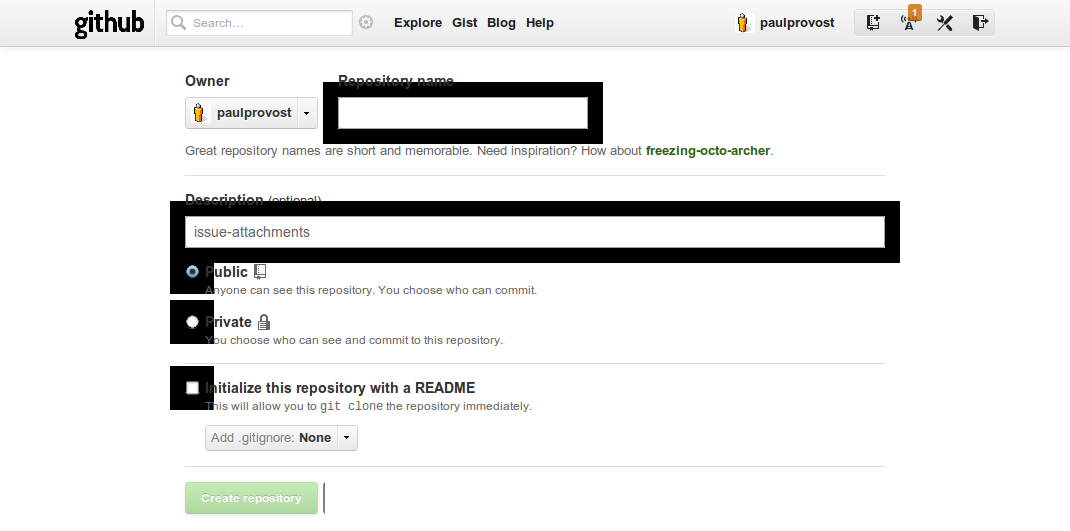 github Search... Explore Gist Blog Help paulprovost 1
Owner Repository name
paulprovost
Great repository names are short and memorable. Need inspiration? How about freezing-octo-archer.
Description (optional)
issue-attachments
Public
Anyone can see this repository. You choose who can commit.
Private
You choose who can see and commit to this repository.
Initialize this repository with a README
This will allow you to git clone the repository immediately.
Add .gitignore: None
Create repository